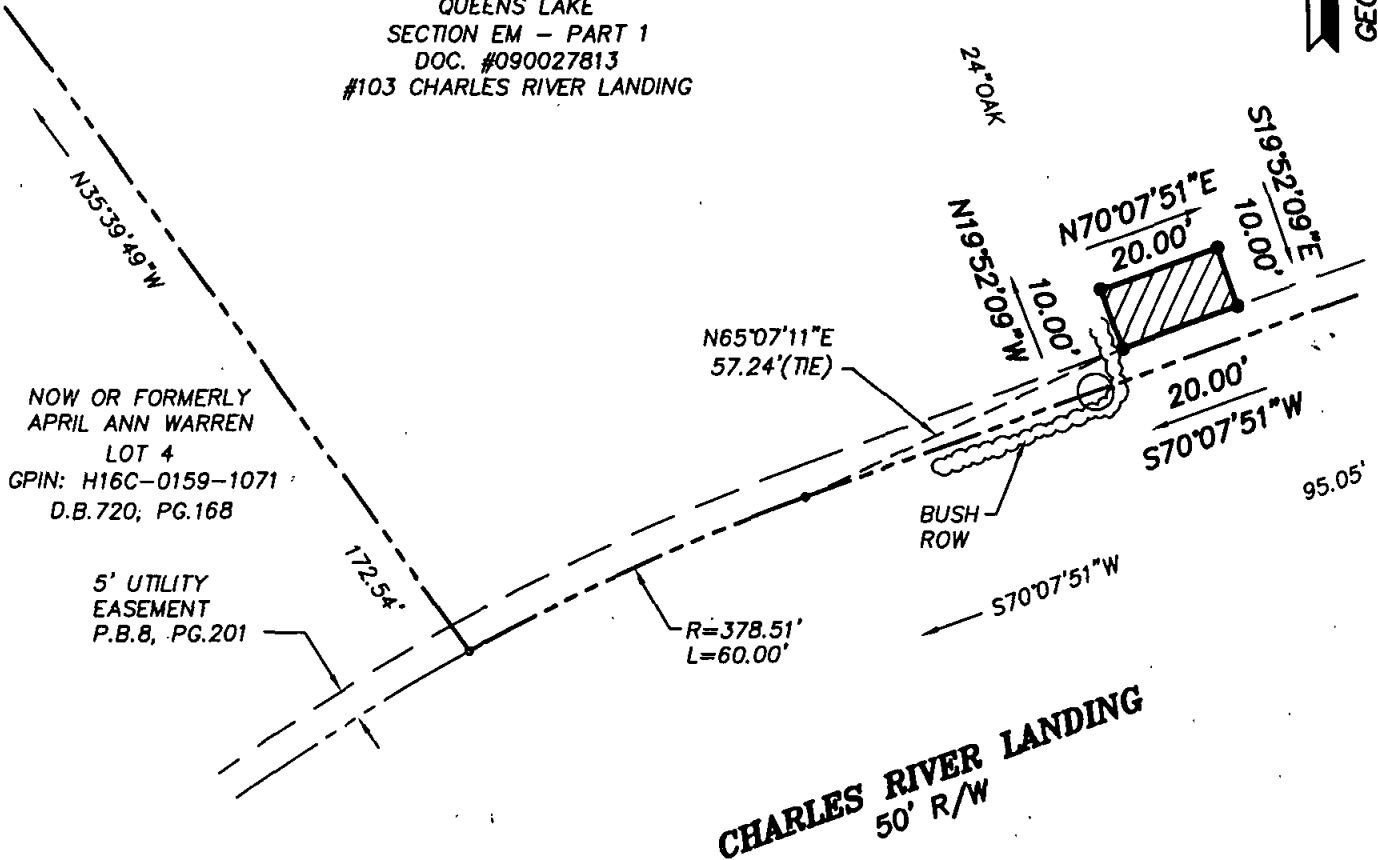 QUEENS LAKE
SECTION EM – PART 1
DOC. #090027813
#103 CHARLES RIVER LANDING
24"OAK
N35°39'49"W
N19°52'09"W
10.00'
N70°07'51"E
20.00'
S19°52'09"E
10.00'
N65°07'11"E
57.24'(TIE)
20.00'
S70°07'51"W
95.05'
NOW OR FORMERLY
APRIL ANN WARREN
LOT 4
GPIN: H16C-0159-1071
D.B.720; PG.168
BUSH
ROW
172.54'
5' UTILITY
EASEMENT
P.B.8, PG.201
S70°07'51"W
R=378.51'
L=60.00'
CHARLES RIVER LANDING
50' R/W